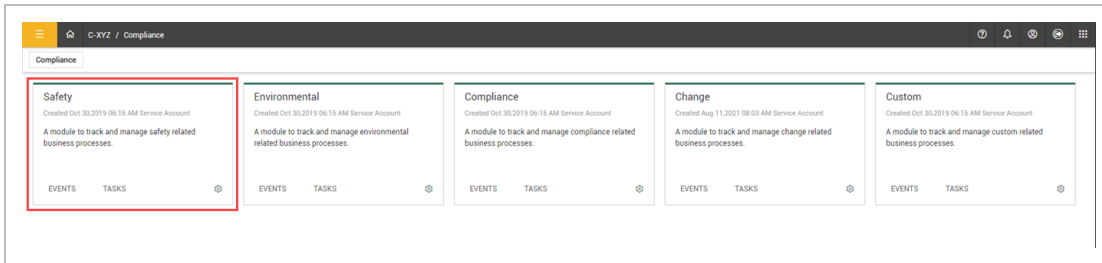 C-XYZ / Compliance
Compliance
Safety
Created Oct 30,2019 06:15 AM Service Account
A module to track and manage safety related
business processes.
EVENTS TASKS
Environmental
Created Oct 30,2019 06:15 AM Service Account
A module to track and manage environmental
related business processes.
EVENTS TASKS
Compliance
Created Oct 30,2019 06:15 AM Service Account
A module to track and manage compliance related
business processes.
EVENTS TASKS
Change
Created Aug 11,2021 08:03 AM Service Account
A module to track and manage change related
business processes.
EVENTS TASKS
Custom
Created Oct 30,2019 06:15 AM Service Account
A module to track and manage custom related
business processes.
EVENTS TASKS